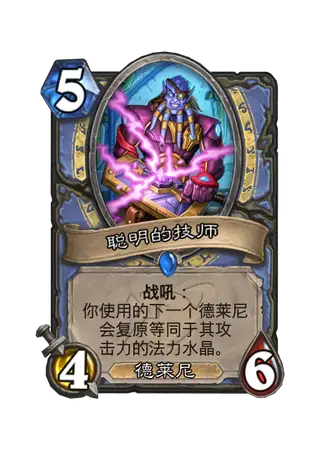 5
聪明的技师
战吼：
你使用的下一个德莱尼
会复原等同于其攻
击力的法力水晶。
4
德莱尼
6